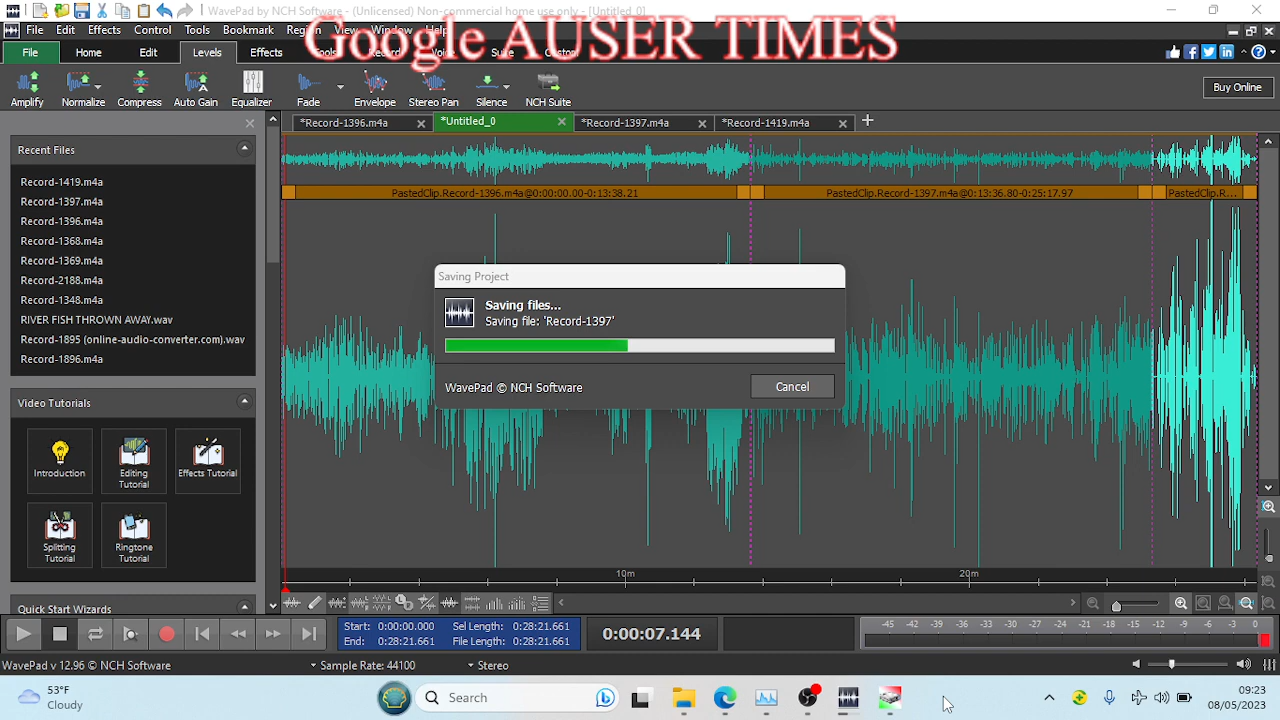 WavePad by NCH Software - (Unlicensed) Non-commercial home use only - [Untitled_0]
Google AUSER TIMES
File Edit Effects Control Tools Bookmark Region View Window Help
File Home Edit Levels Effects Tools Record Voice Suite Custom
Amplify Normalize Compress Auto Gain Equalizer Fade Envelope Stereo Pan Silence NCH Suite Buy Online
*Record-1396.m4a *Untitled_0 *Record-1397.m4a *Record-1419.m4a
Recent Files
Record-1419.m4a
Record-1397.m4a
Record-1396.m4a
Record-1368.m4a
Record-1369.m4a
Record-2188.m4a
Record-1348.m4a
RIVER FISH THROWN AWAY.wav
Record-1895 (online-audio-converter.com).wav
Record-1896.m4a
PastedClip.Record-1396.m4a@0:00:00.00-0:13:38.21 PastedClip.Record-1397.m4a@0:13:36.80-0:25:17.97 PastedClip.R...
Saving Project
Saving files...
Saving file: 'Record-1397'
WavePad © NCH Software Cancel
Video Tutorials
Introduction Editing Tutorial Effects Tutorial
Splitting Tutorial Ringtone Tutorial
Quick Start Wizards
10m 20m
Start: 0:00:00.000 Sel Length: 0:28:21.661
End: 0:28:21.661 File Length: 0:28:21.661
0:00:07.144
-45 -42 -39 -36 -33 -30 -27 -24 -21 -18 -15 -12 -9 -6 -3 0
WavePad v 12.96 © NCH Software Sample Rate: 44100 Stereo
53°F
Cloudy
Search
09:23
08/05/2023